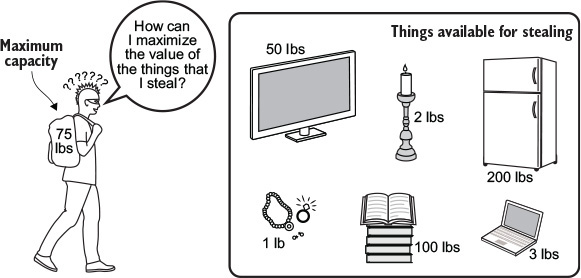 Maximum
capacity
??????
75
lbs
How can
I maximize
the value of
the things that
I steal?
Things available for stealing
50 lbs
2 lbs
200 lbs
1 lb
100 lbs
3 lbs